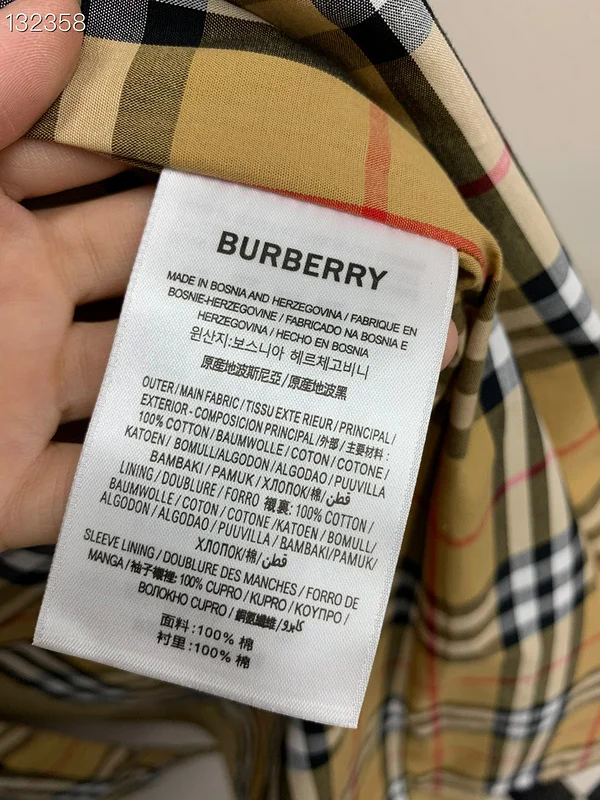 132358
BURBERRY
MADE IN BOSNIA AND HERZEGOVINA / FABRIQUE EN
BOSNIE-HERZEGOVINE / FABRICADO NA BOSNIA E
HERZEGOVINA / HECHO EN BOSNIA
원산지:보스니아 헤르체고비니
原産地波斯尼亞/原產地波黑
OUTER / MAIN FABRIC / TISSU EXTE RIEUR / PRINCIPAL /
EXTERIOR - COMPOSICION PRINCIPAL /外部 / 主要材料:
100% COTTON / BAUMWOLLE / COTON / COTONE /
KATOEN / BOMULL/ALGODON / ALGODAO / PUUVILLA
BAMBAKI / PAMUK / ХЛОПОК/棉/ قطن
LINING / DOUBLURE / FORRO 襯裏: 100% COTTON /
BAUMWOLLE / COTON / COTONE /KATOEN / BOMULL/
ALGODON / ALGODAO / PUUVILLA / BAMBAKI/PAMUK/
ХЛОПОК/棉/ قطن
SLEEVE LINING / DOUBLURE DES MANCHES / FORRO DE
MANGA / 袖子襯裡: 100% CUPRO / KUPRO / ΚΟΥΠΡΟ /
ВОЛОКНО CUPRO / 銅氨纖維/كابرو
面料:100% 棉
衬里:100% 棉